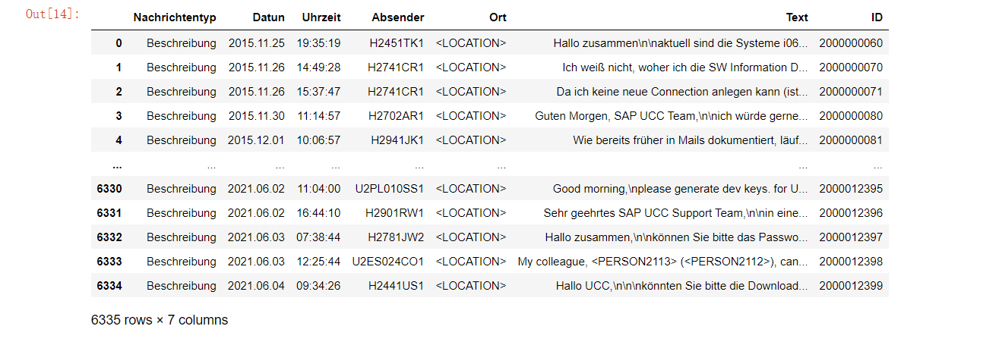 Out[14]:
Nachrichtentyp Datun Uhrzeit Absender Ort Text ID
0 Beschreibung 2015.11.25 19:35:19 H2451TK1 <LOCATION> Hallo zusammen\n\naktuell sind die Systeme i06... 2000000060
1 Beschreibung 2015.11.26 14:49:28 H2741CR1 <LOCATION> Ich weiß nicht, woher ich die SW Information D... 2000000070
2 Beschreibung 2015.11.26 15:37:47 H2741CR1 <LOCATION> Da ich keine neue Connection anlegen kann (ist... 2000000071
3 Beschreibung 2015.11.30 11:14:57 H2702AR1 <LOCATION> Guten Morgen, SAP UCC Team,\n\nich würde gerne... 2000000080
4 Beschreibung 2015.12.01 10:06:57 H2941JK1 <LOCATION> Wie bereits früher in Mails dokumentiert, läuf... 2000000081
... ... ... ... ... ... ... ...
6330 Beschreibung 2021.06.02 11:04:00 U2PL010SS1 <LOCATION> Good morning,\nplease generate dev keys. for U... 2000012395
6331 Beschreibung 2021.06.02 16:44:10 H2901RW1 <LOCATION> Sehr geehrtes SAP UCC Support Team,\n\nin eine... 2000012396
6332 Beschreibung 2021.06.03 07:38:44 H2781JW2 <LOCATION> Hallo zusammen,\n\nkönnen Sie bitte das Passwo... 2000012397
6333 Beschreibung 2021.06.03 12:25:44 U2ES024CO1 <LOCATION> My colleague, <PERSON2113> (<PERSON2112>), can... 2000012398
6334 Beschreibung 2021.06.04 09:34:26 H2441US1 <LOCATION> Hallo UCC,\n\n\nkönnten Sie bitte die Download... 2000012399
6335 rows × 7 columns